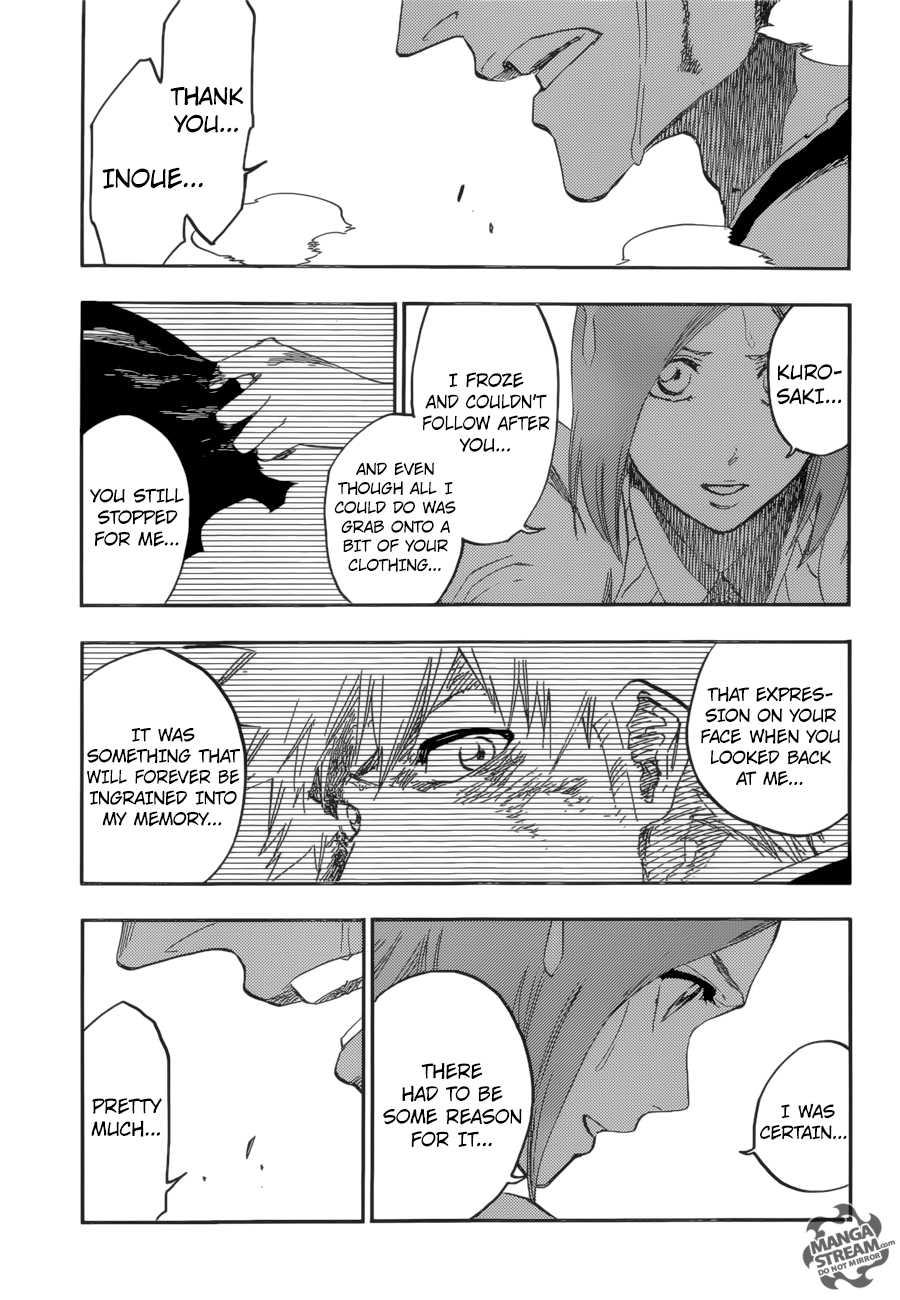 THANK
YOU...
INOUE...
KURO-
SAKI...
I FROZE
AND COULDN'T
FOLLOW AFTER
YOU...
AND EVEN
THOUGH ALL I
COULD DO WAS
GRAB ONTO A
BIT OF YOUR
CLOTHING...
YOU STILL
STOPPED
FOR ME...
THAT EXPRES-
SION ON YOUR
FACE WHEN YOU
LOOKED BACK
AT ME...
IT WAS
SOMETHING THAT
WILL FOREVER BE
INGRAINED INTO
MY MEMORY...
I WAS
CERTAIN...
THERE
HAD TO BE
SOME REASON
FOR IT...
PRETTY
MUCH...
MANGA
STREAM.com
DO NOT MIRROR